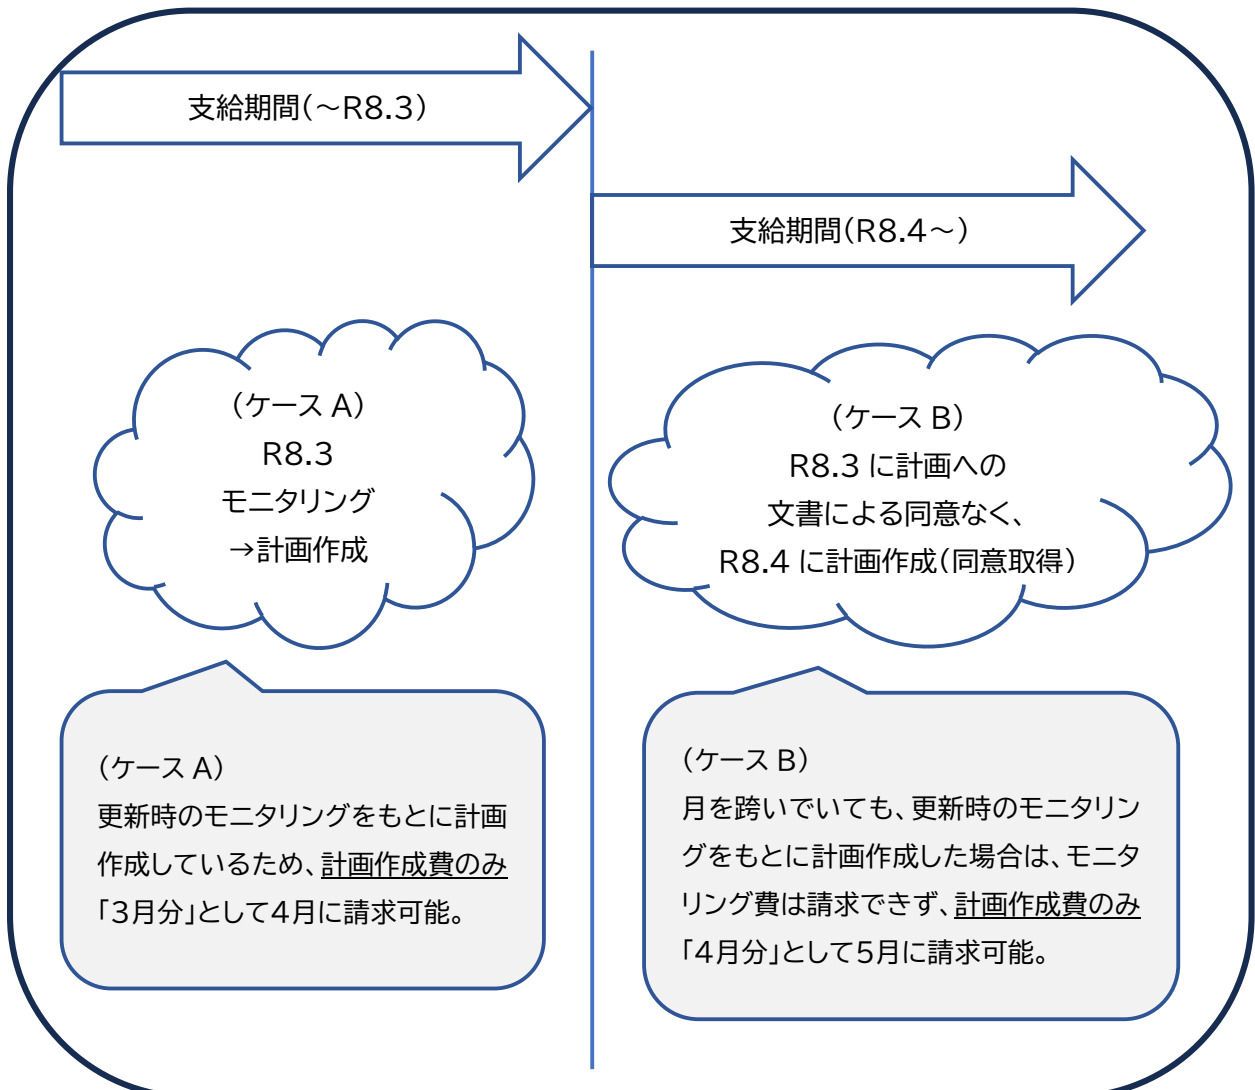 支給期間(～R8.3)
支給期間(R8.4～)
(ケース A)
R8.3
モニタリング
→計画作成
(ケース B)
R8.3 に計画への
文書による同意なく、
R8.4 に計画作成(同意取得)
(ケース A)
更新時のモニタリングをもとに計画
作成しているため、計画作成費のみ
「3月分」として4月に請求可能。
(ケース B)
月を跨いでいても、更新時のモニタリン
グをもとに計画作成した場合は、モニタ
リング費は請求できず、計画作成費のみ
「4月分」として5月に請求可能。